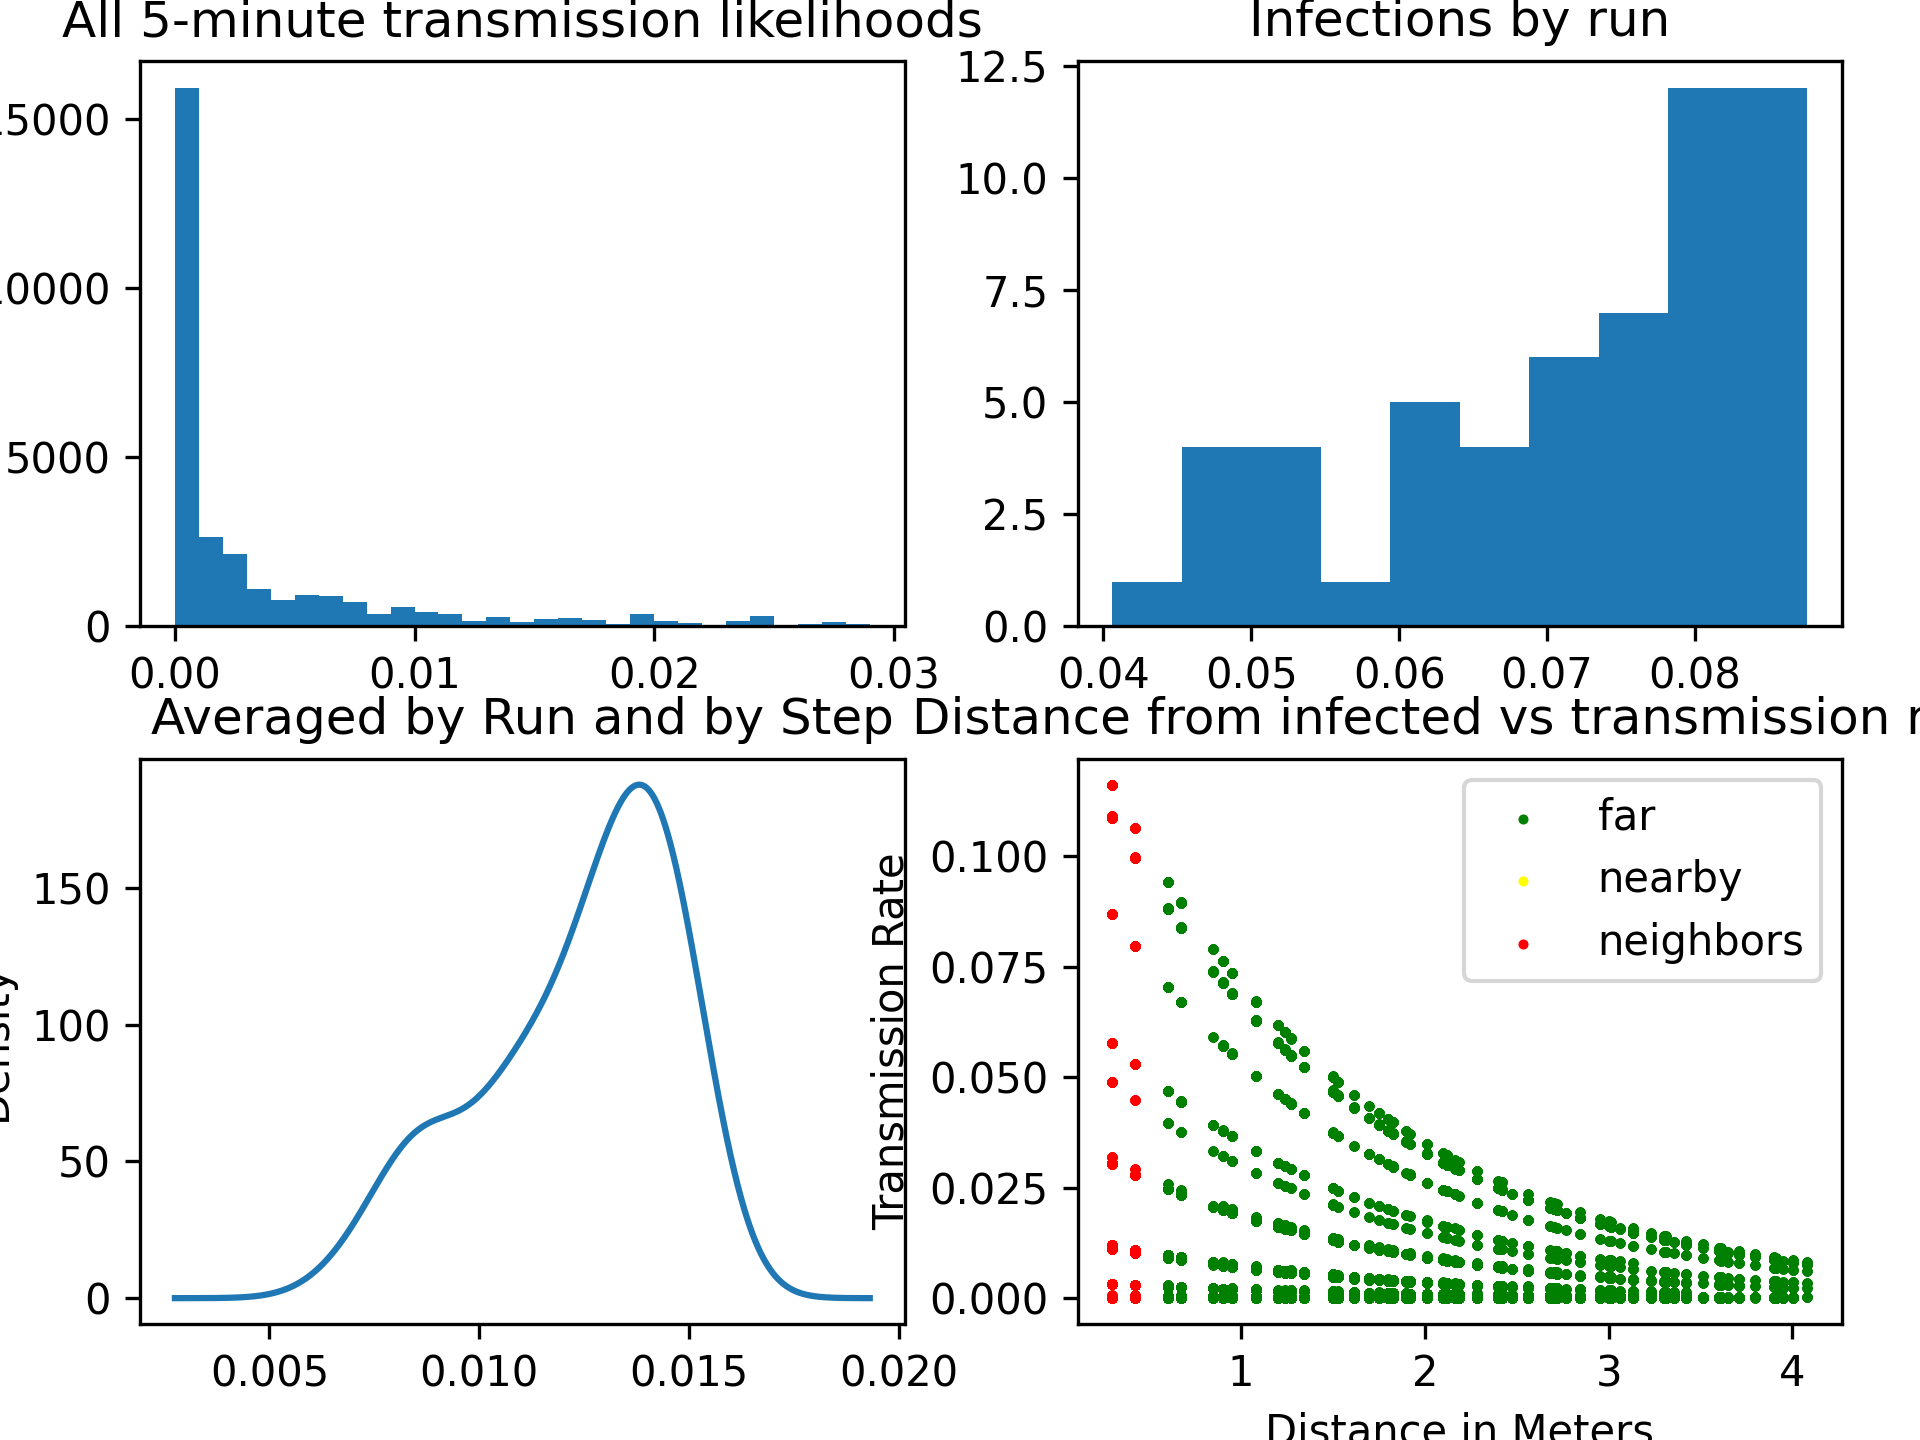 All 5-minute transmission likelihoods
15000
10000
5000
0
0.00 0.01 0.02 0.03
Infections by run
12.5
10.0
7.5
5.0
2.5
0.0
0.04 0.05 0.06 0.07 0.08
Averaged by Run and by Step
Density
150
100
50
0
0.005 0.010 0.015 0.020
Distance from infected vs transmission r
Transmission Rate
0.100
0.075
0.050
0.025
0.000
far
nearby
neighbors
1 2 3 4
Distance in Meters